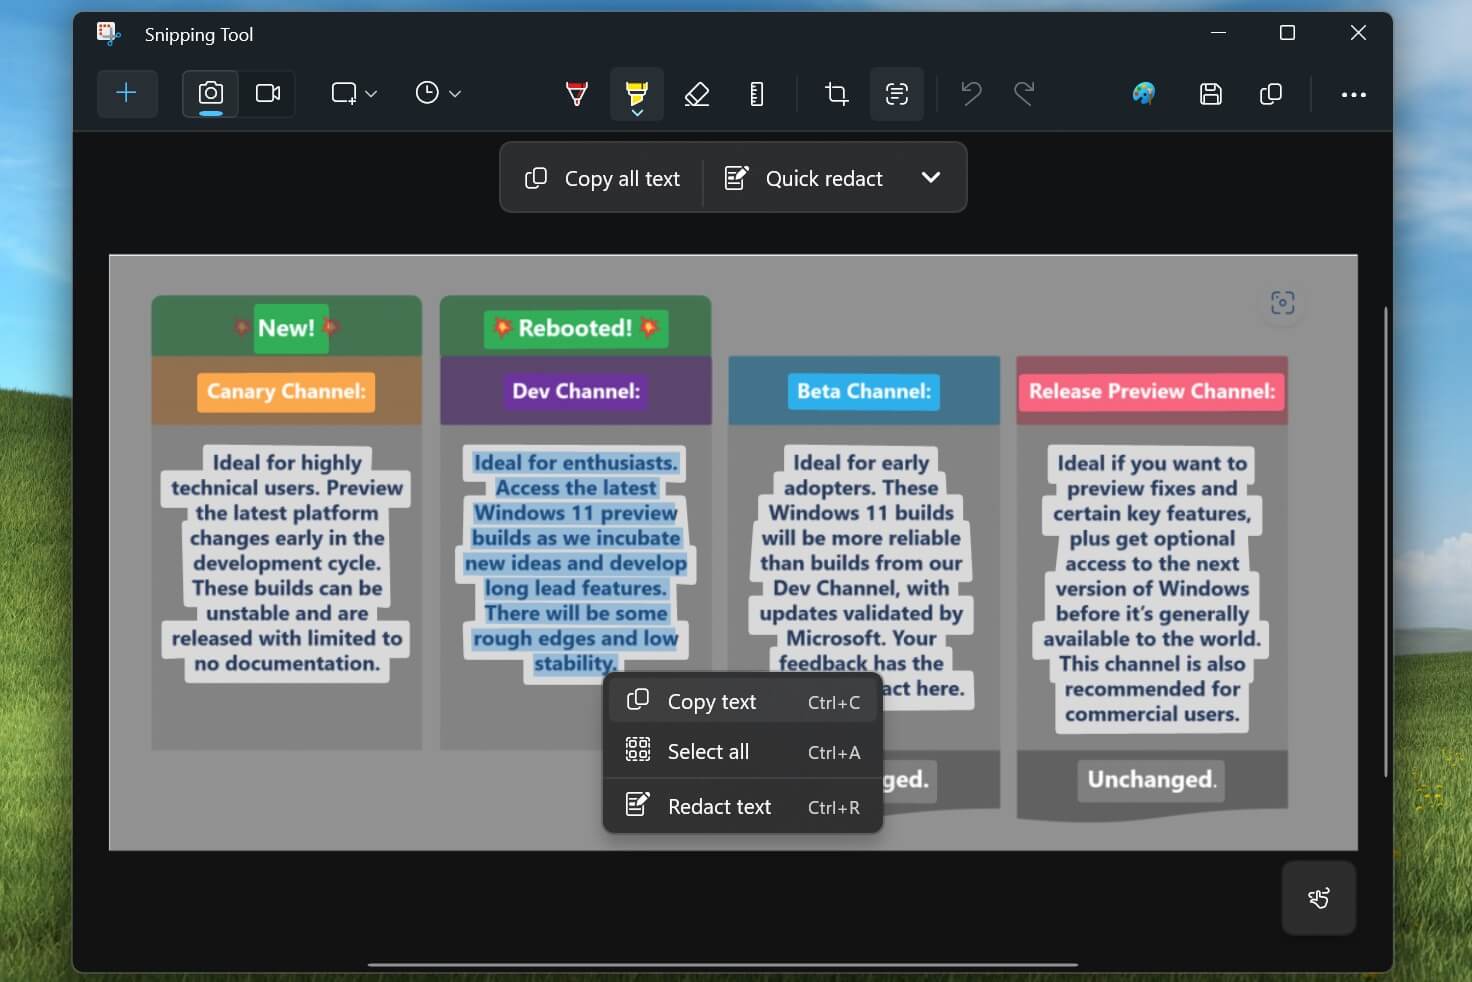 Snipping Tool
Copy all text
Quick redact
New!
Canary Channel:
Ideal for highly
technical users. Preview
the latest platform
changes early in the
development cycle.
These builds can be
unstable and are
released with limited to
no documentation.
Rebooted!
Dev Channel:
Ideal for enthusiasts.
Access the latest
Windows 11 preview
builds as we incubate
new ideas and develop
long lead features.
There will be some
rough edges and low
stability.
Beta Channel:
Ideal for early
adopters. These
Windows 11 builds
will be more reliable
than builds from our
Dev Channel, with
updates validated by
Microsoft. Your
feedback has the
act here.
ged.
Release Preview Channel:
Ideal if you want to
preview fixes and
certain key features,
plus get optional
access to the next
version of Windows
before it’s generally
available to the world.
This channel is also
recommended for
commercial users.
Unchanged.
Copy text Ctrl+C
Select all Ctrl+A
Redact text Ctrl+R